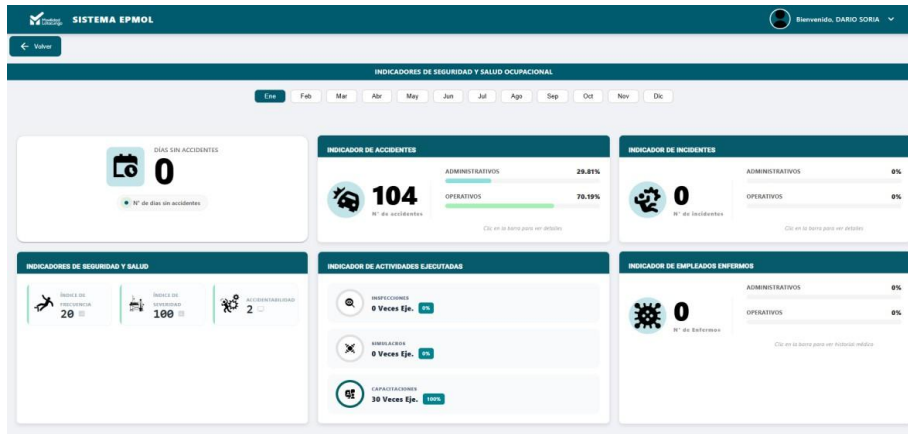 SISTEMA EPMOL
Bienvenido, DARIO SORIA
← Volver
INDICADORES DE SEGURIDAD Y SALUD OCUPACIONAL
Ene Feb Mar Abr May Jun Jul Ago Sep Oct Nov Dic
DÍAS SIN ACCIDENTES
0
N° de días sin accidentes
INDICADOR DE ACCIDENTES
104
N° de accidentes
ADMINISTRATIVOS 29.81%
OPERATIVOS 70.19%
Clic en la barra para ver detalles
INDICADOR DE INCIDENTES
0
N° de incidentes
ADMINISTRATIVOS 0%
OPERATIVOS 0%
Clic en la barra para ver detalles
INDICADORES DE SEGURIDAD Y SALUD
ÍNDICE DE
FRECUENCIA
20
ÍNDICE DE
SEVERIDAD
100
ACCIDENTABILIDAD
2
INDICADOR DE ACTIVIDADES EJECUTADAS
INSPECCIONES
0 Veces Eje. 0%
SIMULACROS
0 Veces Eje. 0%
CAPACITACIONES
30 Veces Eje. 100%
INDICADOR DE EMPLEADOS ENFERMOS
0
N° de Enfermos
ADMINISTRATIVOS 0%
OPERATIVOS 0%
Clic en la barra para ver historial médico